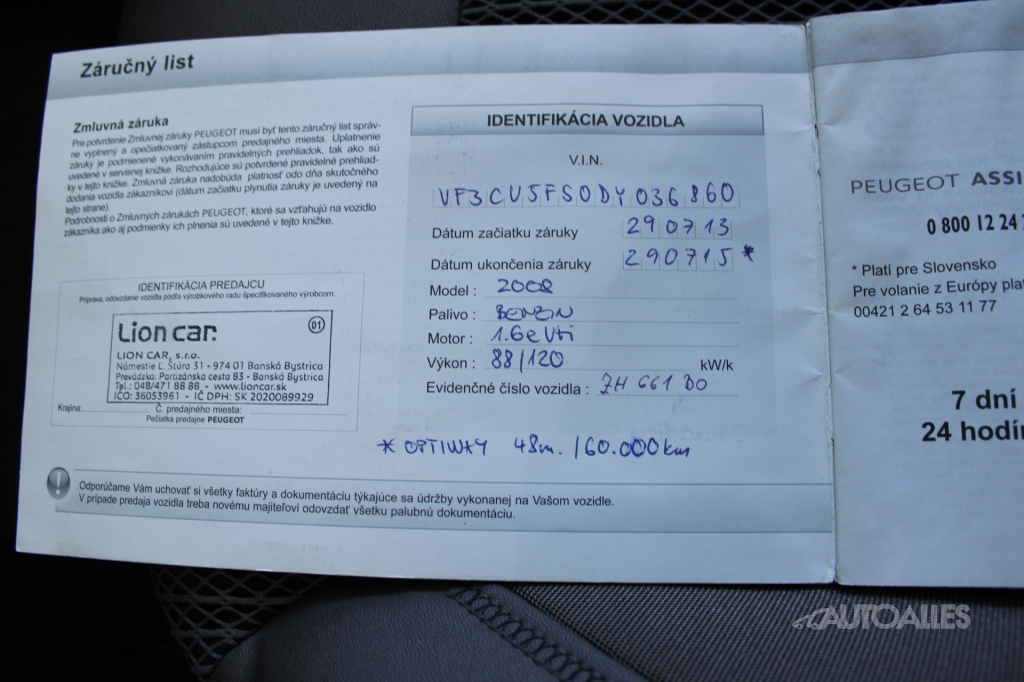 Záručný list
Zmluvná záruka
Pre potvrdenie Zmluvnej záruky PEUGEOT musí byť tento záručný list správ-
ne vyplnený a opečiatkovaný zástupcom predajného miesta. Uplatnenie
záruky je podmienené vykonávaním pravidelných prehliadok, tak ako sú
uvedené v servisnej knižke. Rozhodujúce sú potvrdené pravidelné prehliad-
ky v tejto knižke. Zmluvná záruka nadobúda platnosť odo dňa skutočného
dodania vozidla zákazníkovi (dátum začiatku plynutia záruky je uvedený na
tejto strane).
Podrobnosti o Zmluvných zárukách PEUGEOT, ktoré sa vzťahujú na vozidlo
zákazníka ako aj podmienky ich plnenia sú uvedené v tejto knižke.
IDENTIFIKÁCIA PREDAJCU
Príprava, odovzdanie vozidla podľa výrobkového radu špecifikovaného výrobcom.
Lion car. 01
LION CAR, s.r.o.
Námestie Ľ. Štúra 31 - 974 01 Banská Bystrica
Prevádzka: Partizánska cesta 83 - Banská Bystrica
Tel.: 048/471 88 88 - www.lioncar.sk
IČO: 36053961 - IČ DPH: SK 2020089929
Krajina:
Č. predajného miesta:
Pečiatka predajne PEUGEOT
IDENTIFIKÁCIA VOZIDLA
V.I.N.
VF3CU5FS0DY036860
Dátum začiatku záruky 290713
Dátum ukončenia záruky 290715 *
Model : 2008
Palivo : BENZIN
Motor : 1.6e VTi
Výkon : 88/120 kW/k
Evidenčné číslo vozidla : ZH 661 BO
* OPTIWAY 48m. /60.000km
Odporúčame Vám uchovať si všetky faktúry a dokumentáciu týkajúce sa údržby vykonanej na Vašom vozidle.
V prípade predaja vozidla treba novému majiteľovi odovzdať všetku palubnú dokumentáciu.
PEUGEOT ASSI
0 800 12 24
* Platí pre Slovensko
Pre volanie z Európy plat
00421 2 64 53 11 77
7 dní
24 hodín
AUTOALLES